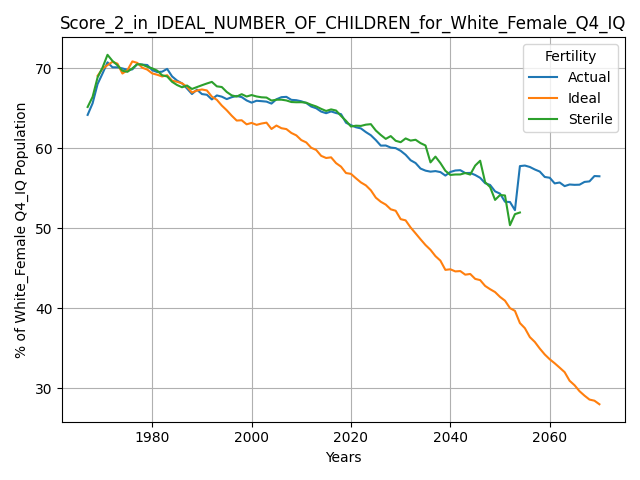 Score_2_in_IDEAL_NUMBER_OF_CHILDREN_for_White_Female_Q4_IQ
% of White_Female Q4_IQ Population
70
60
50
40
30
Fertility
Actual
Ideal
Sterile
1980
2000
2020
2040
2060
Years